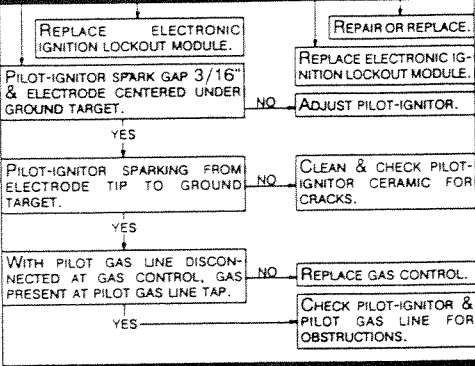 REPLACE ELECTRONIC
IGNITION LOCKOUT MODULE.
REPAIR OR REPLACE.
REPLACE ELECTRONIC IG-
NITION LOCKOUT MODULE.
PILOT-IGNITOR SPARK GAP 3/16"
& ELECTRODE CENTERED UNDER
GROUND TARGET.
NO
ADJUST PILOT-IGNITOR.
YES
PILOT-IGNITOR SPARKING FROM
ELECTRODE TIP TO GROUND
TARGET.
NO
CLEAN & CHECK PILOT-
IGNITOR CERAMIC FOR
CRACKS.
YES
WITH PILOT GAS LINE DISCON-
NECTED AT GAS CONTROL, GAS
PRESENT AT PILOT GAS LINE TAP.
NO
REPLACE GAS CONTROL.
YES
CHECK PILOT-IGNITOR &
PILOT GAS LINE FOR
OBSTRUCTIONS.